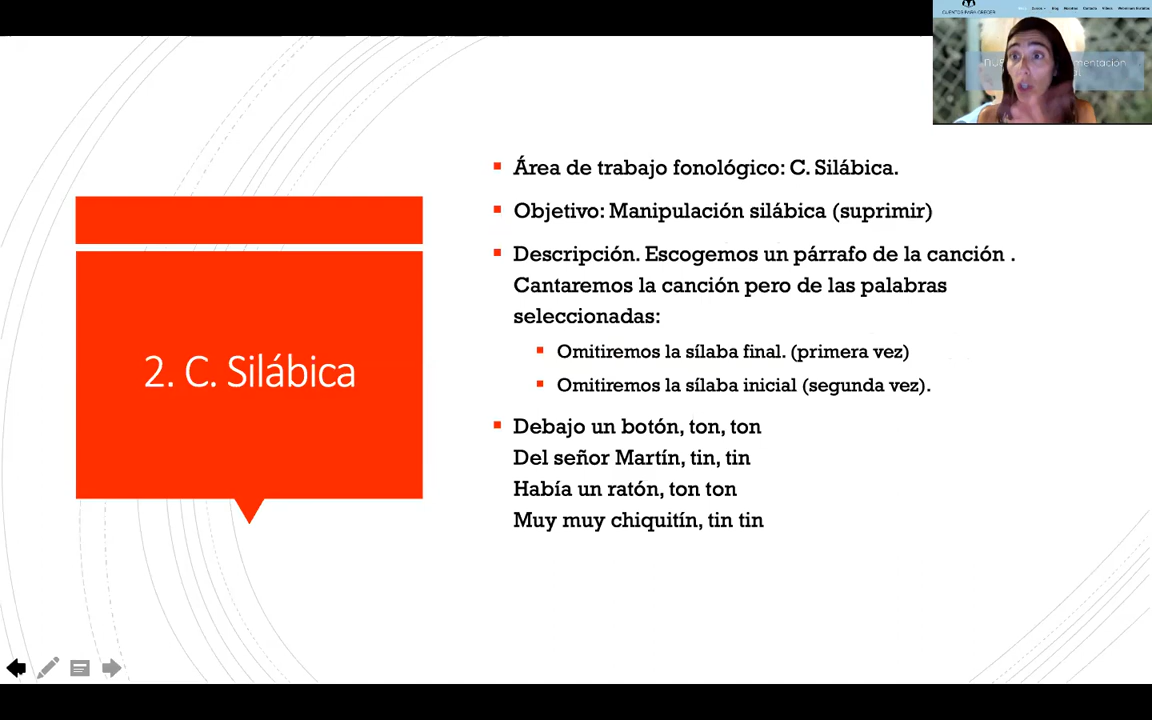 CUENTOS PARA CRECER
2. C. Silábica
Área de trabajo fonológico: C. Silábica.
Objetivo: Manipulación silábica (suprimir)
Descripción. Escogemos un párrafo de la canción .
Cantaremos la canción pero de las palabras
seleccionadas:
Omitiremos la sílaba final. (primera vez)
Omitiremos la sílaba inicial (segunda vez).
Debajo un botón, ton, ton
Del señor Martín, tin, tin
Había un ratón, ton ton
Muy muy chiquitín, tin tin